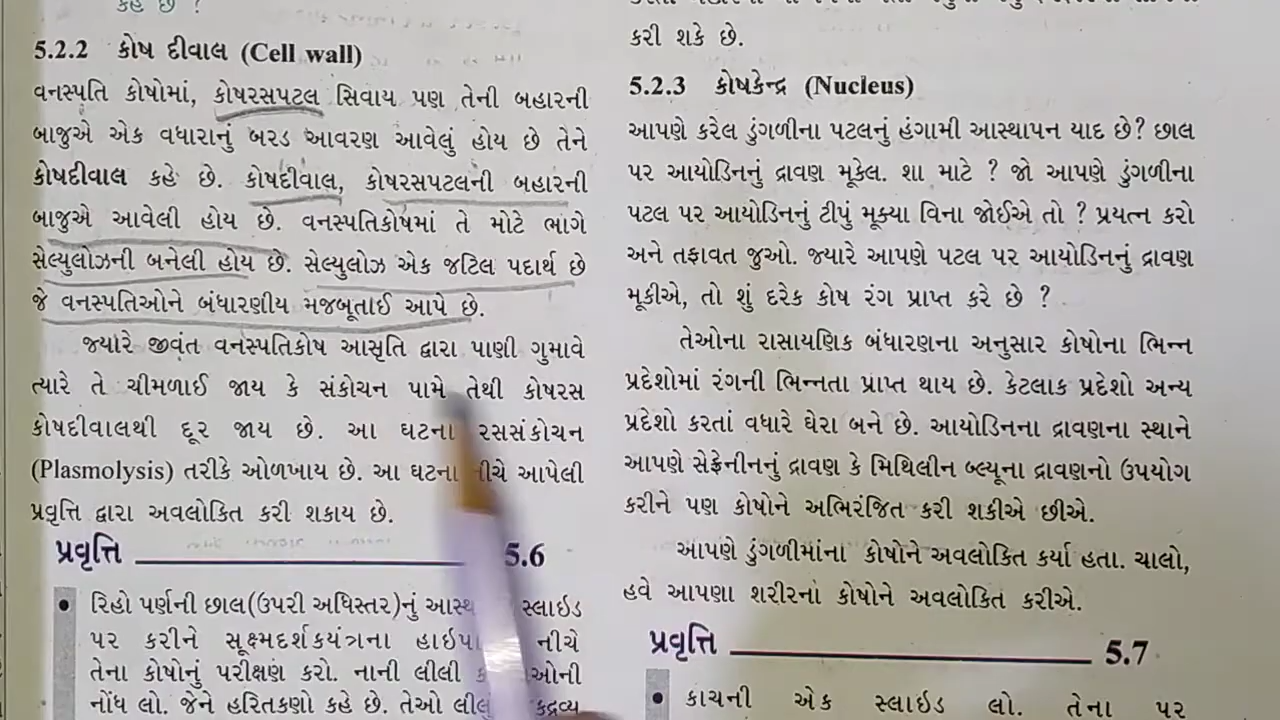 કહે છે ?
5.2.2 કોષ દીવાલ (Cell wall)
વનસ્પતિ કોષોમાં, કોષરસપટલ સિવાય પણ તેની બહારની
બાજુએ એક વધારાનું બરડ આવરણ આવેલું હોય છે તેને
કોષદીવાલ કહે છે. કોષદીવાલ, કોષરસપટલની બહારની
બાજુએ આવેલી હોય છે. વનસ્પતિકોષમાં તે મોટે ભાગે
સેલ્યુલોઝની બનેલી હોય છે. સેલ્યુલોઝ એક જટિલ પદાર્થ છે
જે વનસ્પતિઓને બંધારણીય મજબૂતાઈ આપે છે.
જ્યારે જીવંત વનસ્પતિકોષ આસૃતિ દ્વારા પાણી ગુમાવે
ત્યારે તે ચીમળાઈ જાય કે સંકોચન પામે તેથી કોષરસ
કોષદીવાલથી દૂર જાય છે. આ ઘટના રસસંકોચન
(Plasmolysis) તરીકે ઓળખાય છે. આ ઘટના નીચે આપેલી
પ્રવૃત્તિ દ્વારા અવલોકિત કરી શકાય છે.
પ્રવૃત્તિ 5.6
• રિહો પર્ણની છાલ(ઉપરી અધિસ્તર)નું સ્લાઇડ
પર કરીને સૂક્ષ્મદર્શકયંત્રના નીચે
તેના કોષોનું પરીક્ષણ કરો. નાની લીલી
નોંધ લો. જેને હરિતકણો કહે છે. તેઓ
કરી શકે છે.
5.2.3 કોષકેન્દ્ર (Nucleus)
આપણે કરેલ ડુંગળીના પટલનું હંગામી આસ્થાપન યાદ છે? છાલ
પર આયોડિનનું દ્રાવણ મૂકેલ. શા માટે ? જો આપણે ડુંગળીના
પટલ પર આયોડિનનું ટીપું મૂક્યા વિના જોઈએ તો ? પ્રયત્ન કરો
અને તફાવત જુઓ. જ્યારે આપણે પટલ પર આયોડિનનું દ્રાવણ
મૂકીએ, તો શું દરેક કોષ રંગ પ્રાપ્ત કરે છે ?
તેઓના રાસાયણિક બંધારણના અનુસાર કોષોના ભિન્ન
પ્રદેશોમાં રંગની ભિન્નતા પ્રાપ્ત થાય છે. કેટલાક પ્રદેશો અન્ય
પ્રદેશો કરતાં વધારે ઘેરા બને છે. આયોડિનના દ્રાવણના સ્થાને
આપણે સેફ્રેનીનનું દ્રાવણ કે મિથિલીન બ્લ્યૂના દ્રાવણનો ઉપયોગ
કરીને પણ કોષોને અભિરંજિત કરી શકીએ છીએ.
આપણે ડુંગળીમાંના કોષોને અવલોકિત કર્યા હતા. ચાલો,
હવે આપણા શરીરનાં કોષોને અવલોકિત કરીએ.
પ્રવૃત્તિ 5.7
• કાચની એક સ્લાઇડ લો. તેના પર